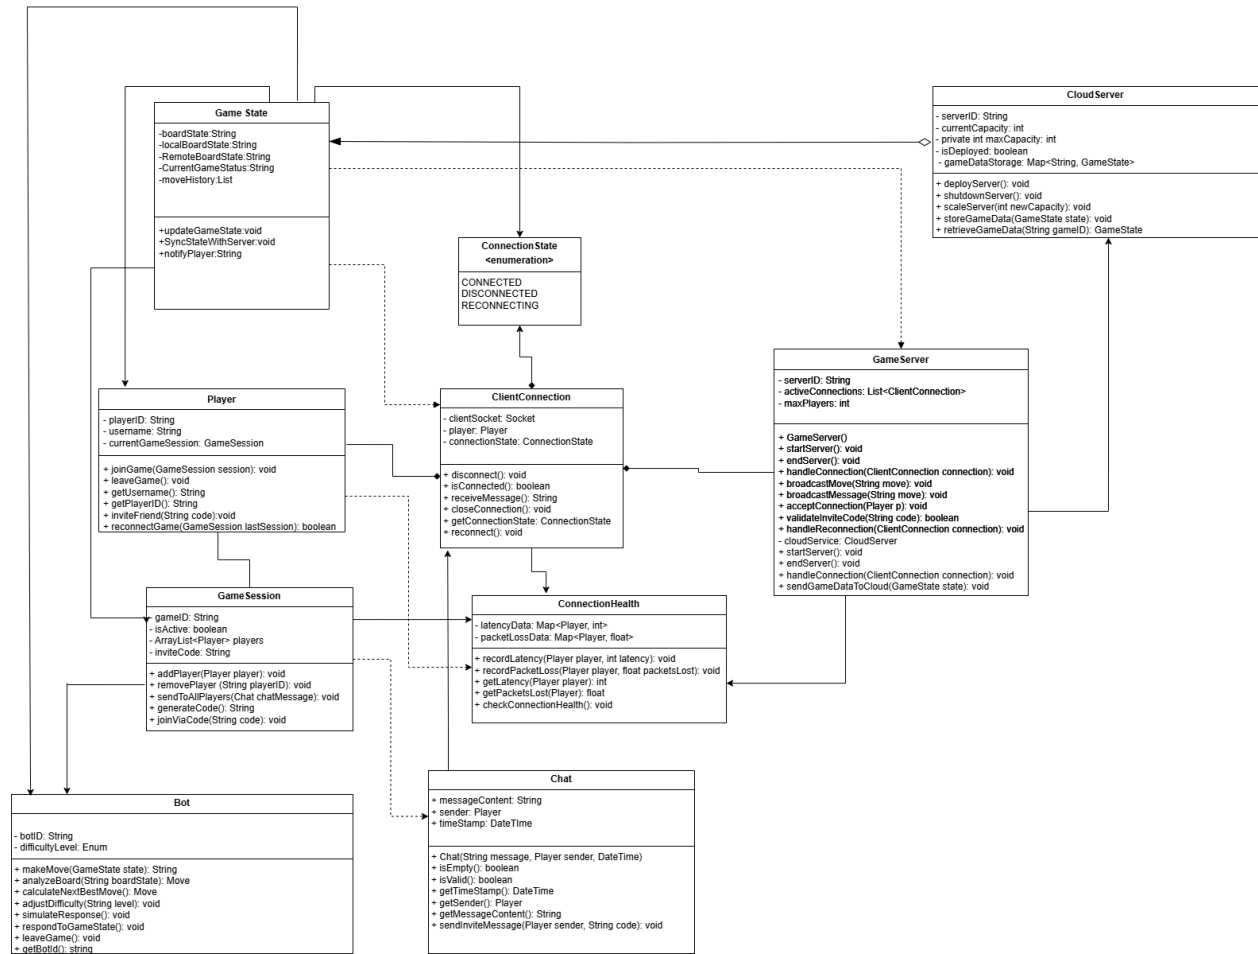 Game State
-boardState:String
-localBoardState:String
-RemoteBoardState:String
-CurrentGameStatus:String
-moveHistory:List
+updateGameState:void
+SyncStateWithServer:void
+notifyPlayer:String
CloudServer
- serverID: String
- currentCapacity: int
- private int maxCapacity: int
- isDeployed: boolean
- gameDataStorage: Map<String, GameState>
+ deployServer(): void
+ shutdownServer(): void
+ scaleServer(int newCapacity): void
+ storeGameData(GameState state): void
+ retrieveGameData(String gameID): GameState
ConnectionState
<enumeration>
CONNECTED
DISCONNECTED
RECONNECTING
GameServer
- serverID: String
- activeConnections: List<ClientConnection>
- maxPlayers: int
+ GameServer()
+ startServer(): void
+ endServer(): void
+ handleConnection(ClientConnection connection): void
+ broadcastMove(String move): void
+ broadcastMessage(String move): void
+ acceptConnection(Player p): void
+ validateInviteCode(String code): boolean
+ handleReconnection(ClientConnection connection): void
- cloudService: CloudServer
+ startServer(): void
+ endServer(): void
+ handleConnection(ClientConnection connection): void
+ sendGameDataToCloud(GameState state): void
Player
- playerID: String
- username: String
- currentGameSession: GameSession
+ joinGame(GameSession session): void
+ leaveGame(): void
+ getUsername(): String
+ getPlayerID(): String
+ inviteFriend(String code):void
+ reconnectGame(GameSession lastSession): boolean
ClientConnection
- clientSocket: Socket
- player: Player
- connectionState: ConnectionState
+ disconnect(): void
+ isConnected(): boolean
+ receiveMessage(): String
+ closeConnection(): void
+ getConnectionState: ConnectionState
+ reconnect(): void
GameSession
- gameID: String
- isActive: boolean
- ArrayList<Player> players
- inviteCode: String
+ addPlayer(Player player): void
+ removePlayer (String playerID): void
+ sendToAllPlayers(Chat chatMessage): void
+ generateCode(): String
+ joinViaCode(String code): void
ConnectionHealth
- latencyData: Map<Player, int>
- packetLossData: Map<Player, float>
+ recordLatency(Player player, int latency): void
+ recordPacketLoss(Player player, float packetsLost): void
+ getLatency(Player player): int
+ getPacketsLost(Player): float
+ checkConnectionHealth(): void
Bot
- botID: String
- difficultyLevel: Enum
+ makeMove(GameState state): String
+ analyzeBoard(String boardState): Move
+ calculateNextBestMove(): Move
+ adjustDifficulty(String level): void
+ simulateResponse(): void
+ respondToGameState(): void
+ leaveGame(): void
+ getBotId(): string
Chat
+ messageContent: String
+ sender: Player
+ timeStamp: DateTIme
+ Chat(String message, Player sender, DateTime)
+ isEmpty(): boolean
+ isValid(): boolean
+ getTimeStamp(): DateTime
+ getSender(): Player
+ getMessageContent(): String
+ sendInviteMessage(Player sender, String code): void